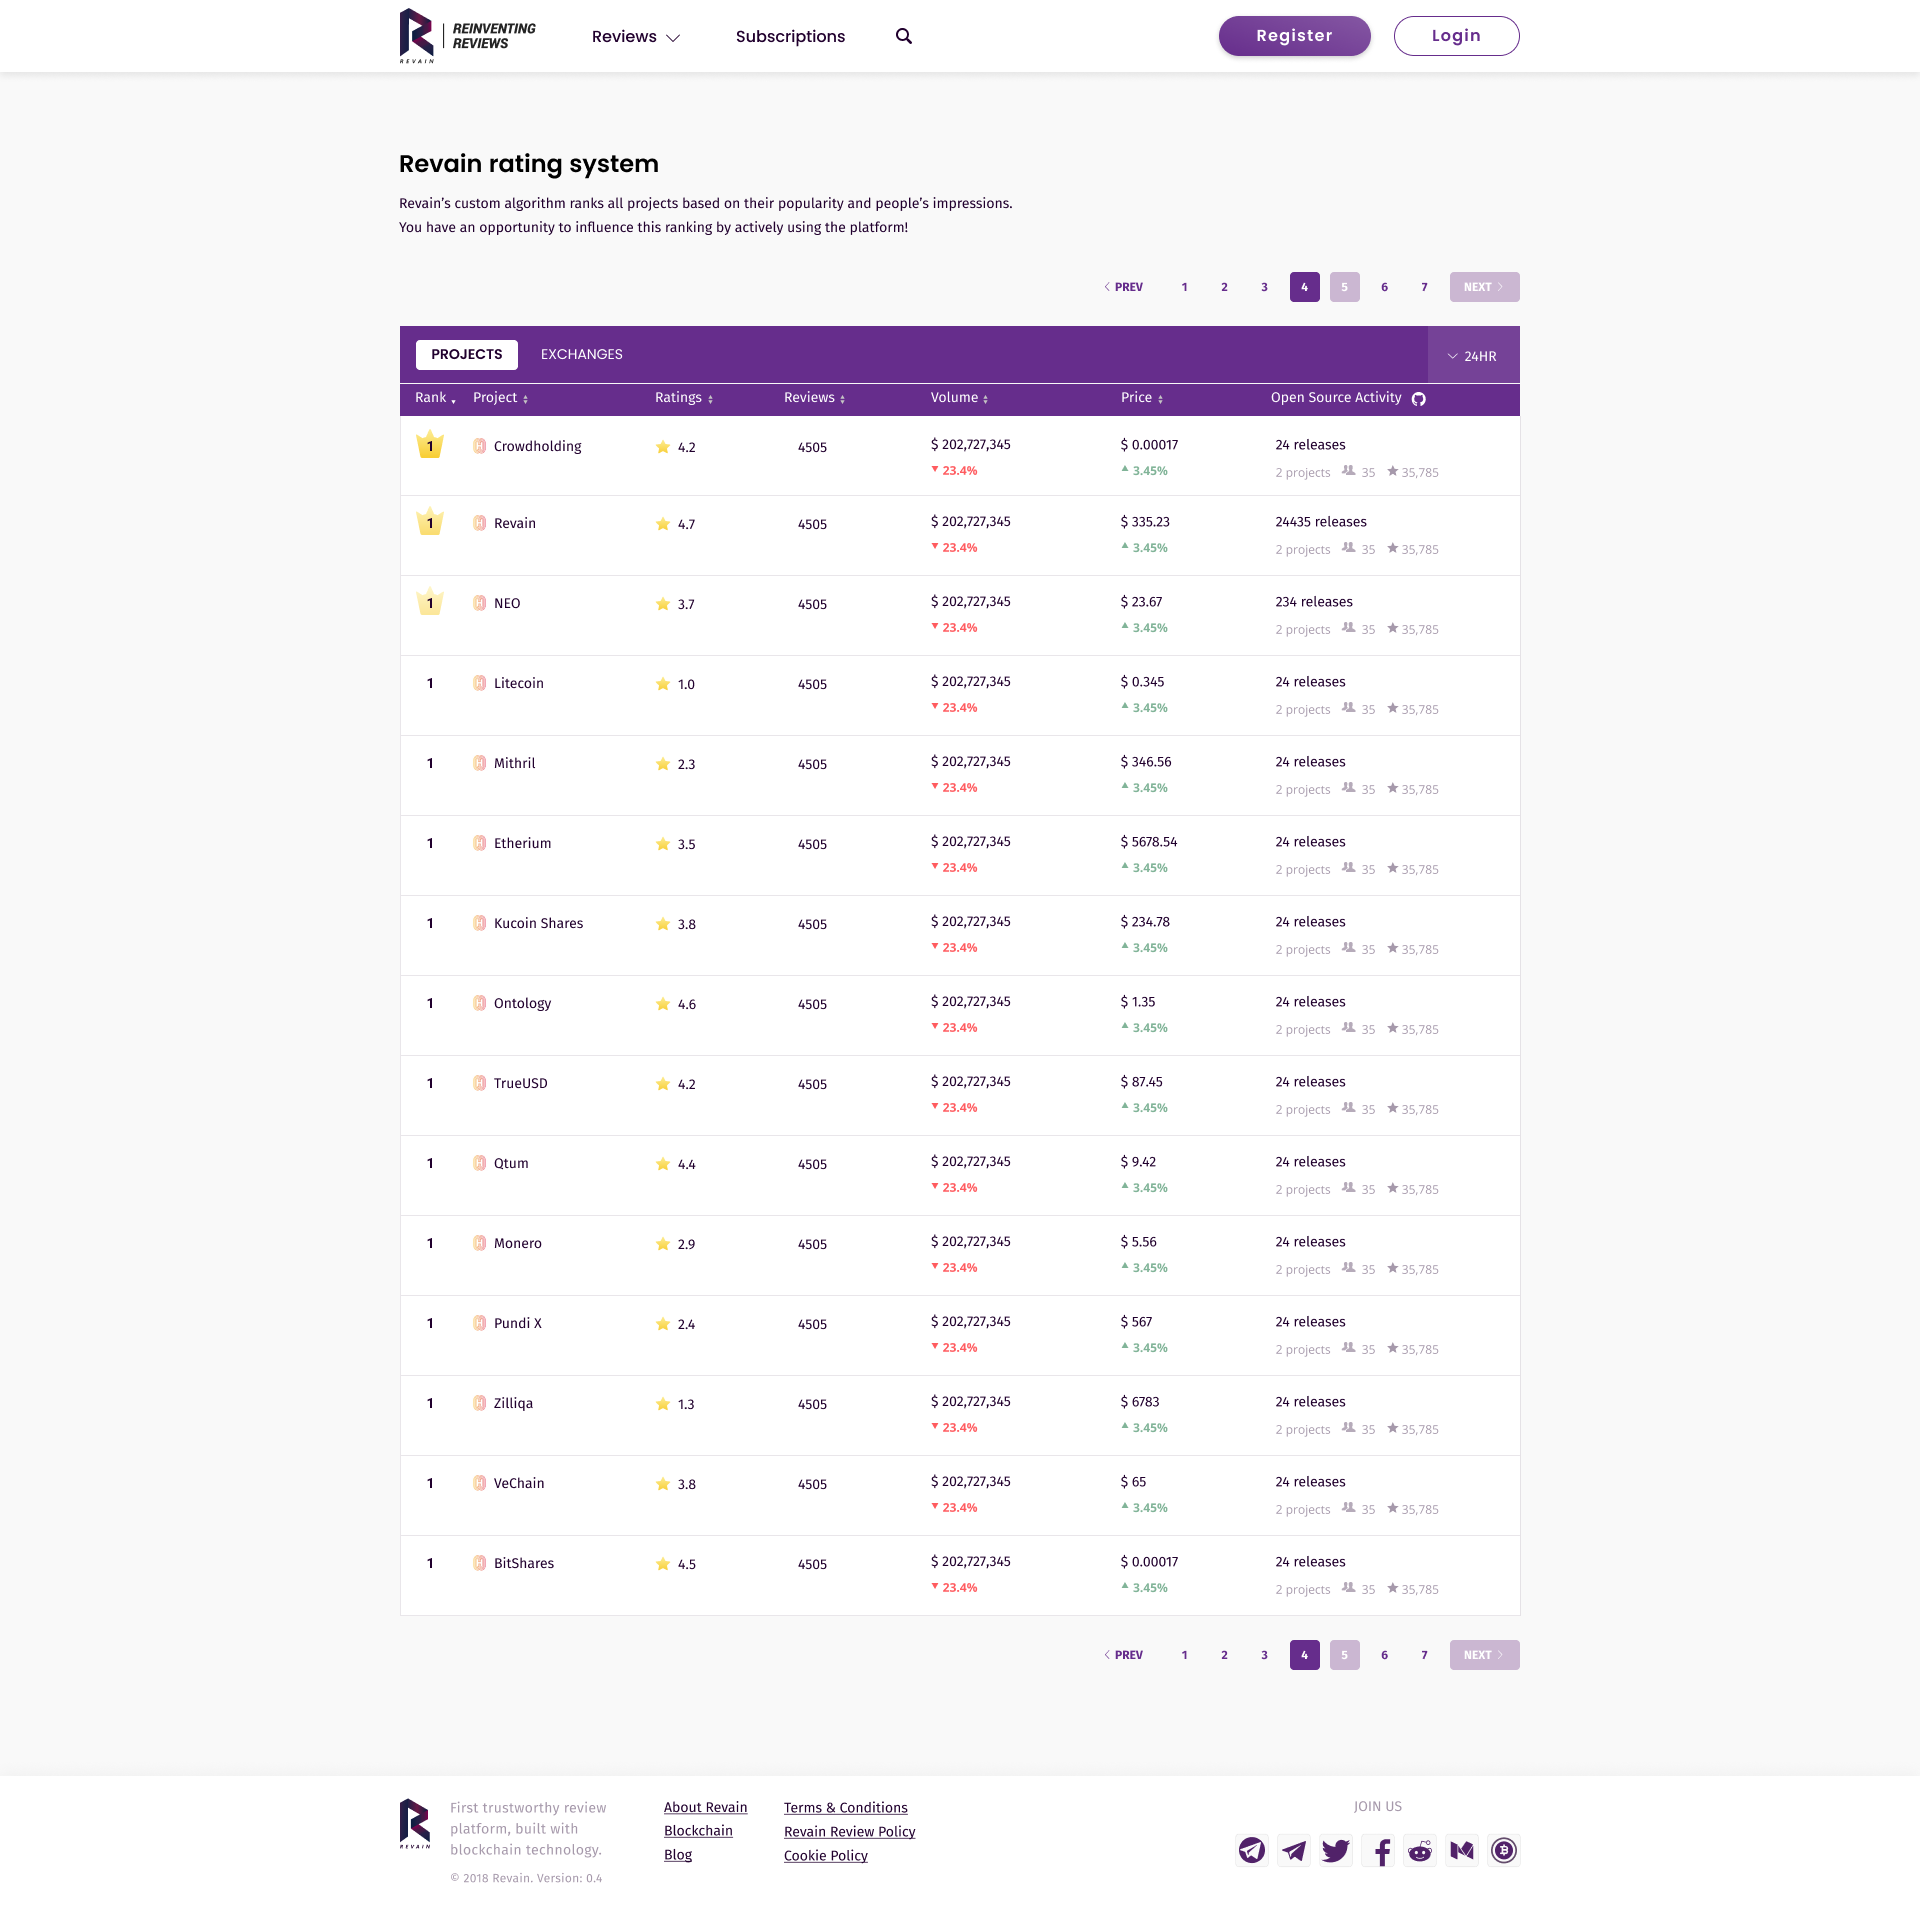 REVAIN
REINVENTING
REVIEWS
Reviews
Subscriptions
Register
Login
Revain rating system
Revain’s custom algorithm ranks all projects based on their popularity and people’s impressions.
You have an opportunity to influence this ranking by actively using the platform!
PREV 1 2 3 4 5 6 7 NEXT
PROJECTS EXCHANGES 24HR
Rank Project Ratings Reviews Volume Price Open Source Activity
1 Crowdholding 4.2 4505 $ 202,727,345 $ 0.00017 24 releases
23.4% 3.45% 2 projects 35 35,785
1 Revain 4.7 4505 $ 202,727,345 $ 335.23 24435 releases
23.4% 3.45% 2 projects 35 35,785
1 NEO 3.7 4505 $ 202,727,345 $ 23.67 234 releases
23.4% 3.45% 2 projects 35 35,785
1 Litecoin 1.0 4505 $ 202,727,345 $ 0.345 24 releases
23.4% 3.45% 2 projects 35 35,785
1 Mithril 2.3 4505 $ 202,727,345 $ 346.56 24 releases
23.4% 3.45% 2 projects 35 35,785
1 Etherium 3.5 4505 $ 202,727,345 $ 5678.54 24 releases
23.4% 3.45% 2 projects 35 35,785
1 Kucoin Shares 3.8 4505 $ 202,727,345 $ 234.78 24 releases
23.4% 3.45% 2 projects 35 35,785
1 Ontology 4.6 4505 $ 202,727,345 $ 1.35 24 releases
23.4% 3.45% 2 projects 35 35,785
1 TrueUSD 4.2 4505 $ 202,727,345 $ 87.45 24 releases
23.4% 3.45% 2 projects 35 35,785
1 Qtum 4.4 4505 $ 202,727,345 $ 9.42 24 releases
23.4% 3.45% 2 projects 35 35,785
1 Monero 2.9 4505 $ 202,727,345 $ 5.56 24 releases
23.4% 3.45% 2 projects 35 35,785
1 Pundi X 2.4 4505 $ 202,727,345 $ 567 24 releases
23.4% 3.45% 2 projects 35 35,785
1 Zilliqa 1.3 4505 $ 202,727,345 $ 6783 24 releases
23.4% 3.45% 2 projects 35 35,785
1 VeChain 3.8 4505 $ 202,727,345 $ 65 24 releases
23.4% 3.45% 2 projects 35 35,785
1 BitShares 4.5 4505 $ 202,727,345 $ 0.00017 24 releases
23.4% 3.45% 2 projects 35 35,785
PREV 1 2 3 4 5 6 7 NEXT
REVAIN
First trustworthy review
platform, built with
blockchain technology.
© 2018 Revain. Version: 0.4
About Revain
Blockchain
Blog
Terms & Conditions
Revain Review Policy
Cookie Policy
JOIN US